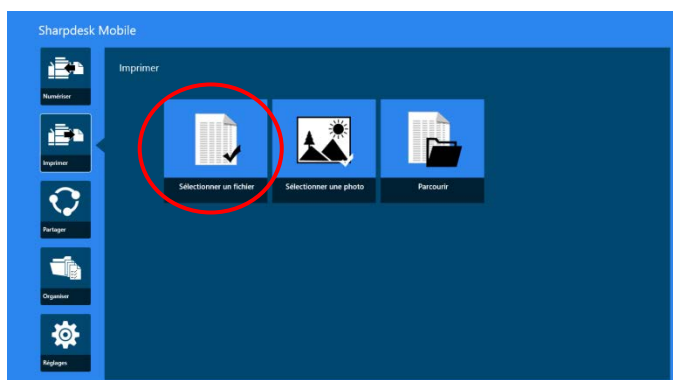 Sharpdesk Mobile
Numériser
Imprimer
Partager
Organiser
Réglages
Imprimer
Sélectionner un fichier
Sélectionner une photo
Parcourir